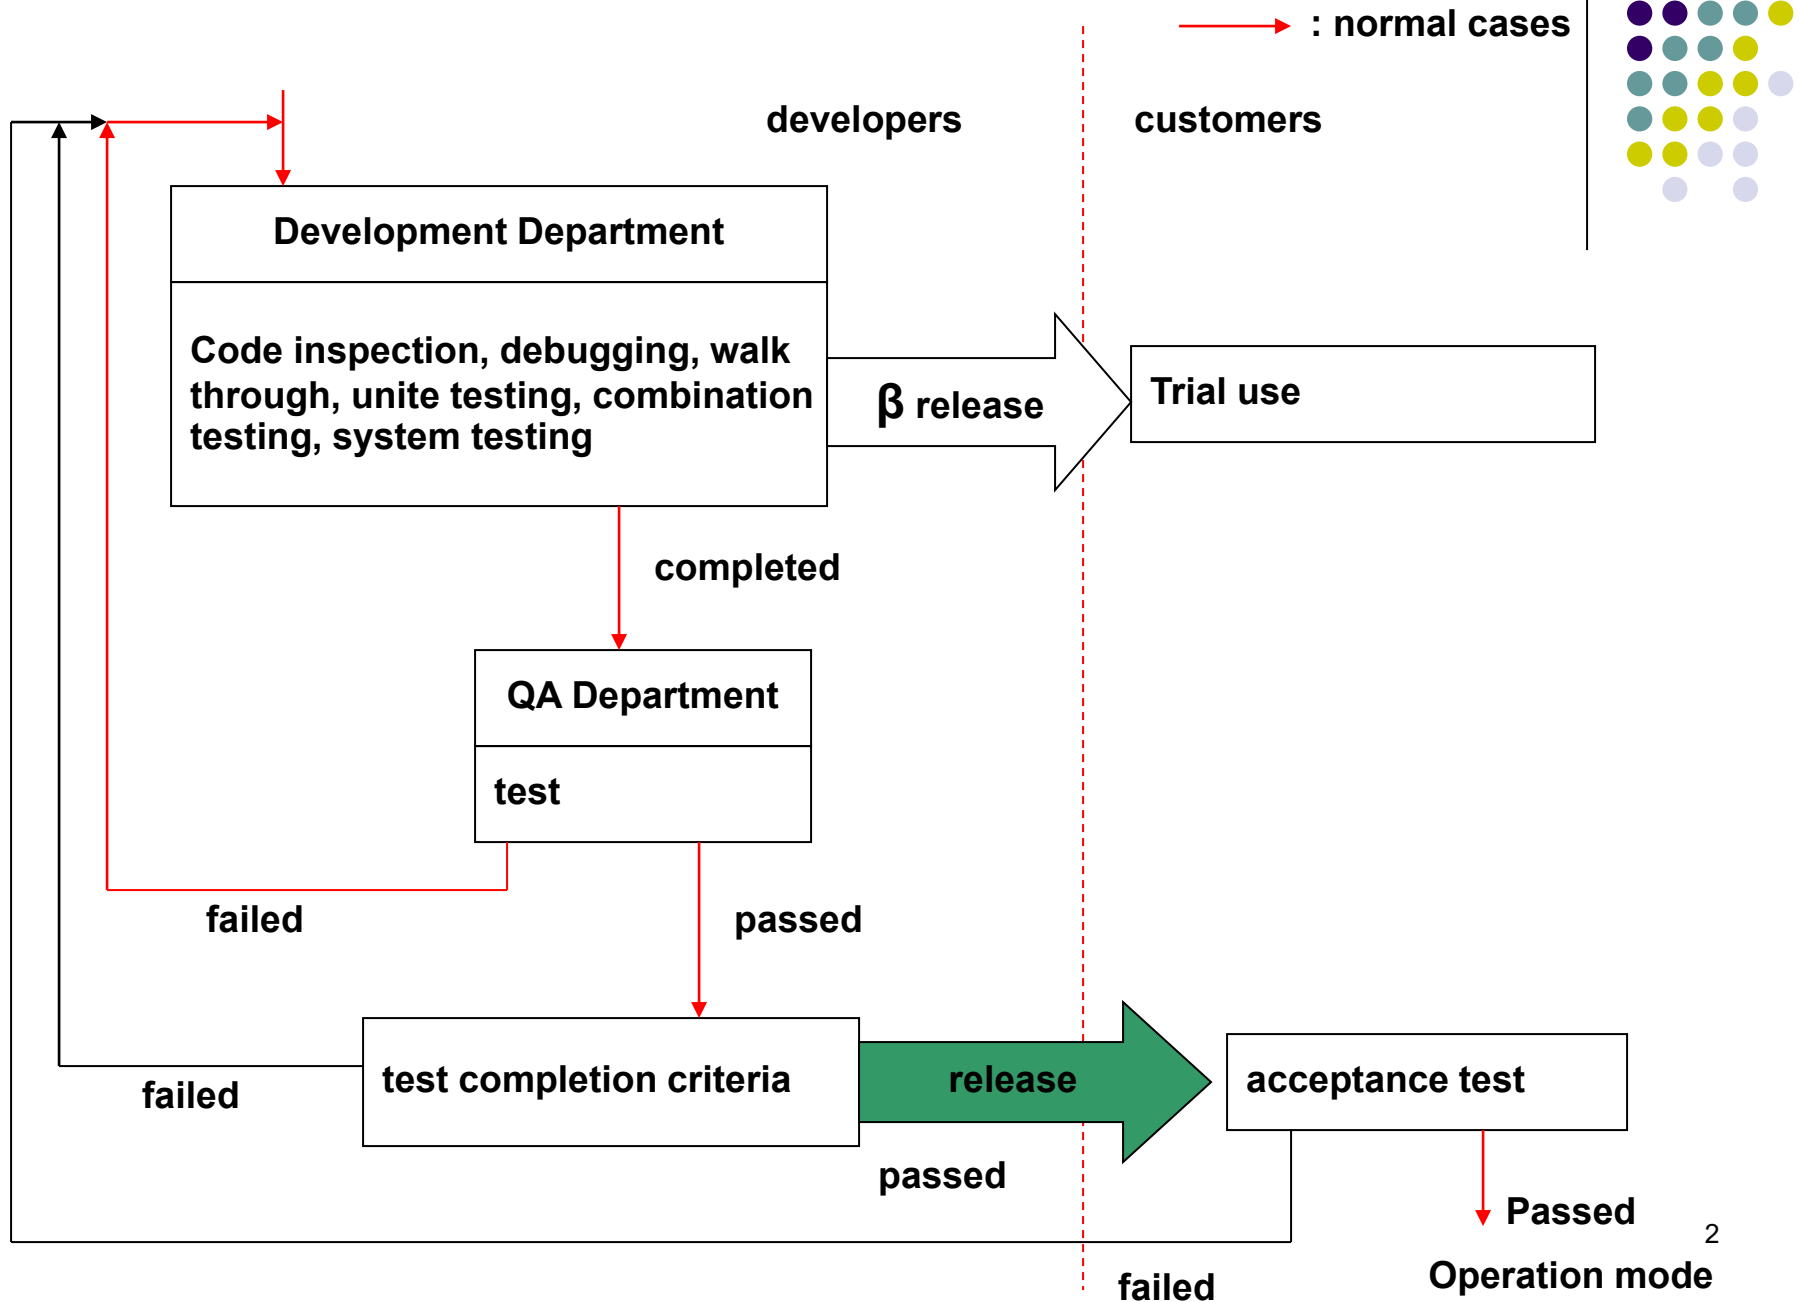 : normal cases
developers
customers
Development Department
Code inspection, debugging, walk
through, unite testing, combination
testing, system testing
β release
Trial use
completed
QA Department
test
failed
passed
test completion criteria
release
acceptance test
failed
passed
Passed
2
Operation mode
failed